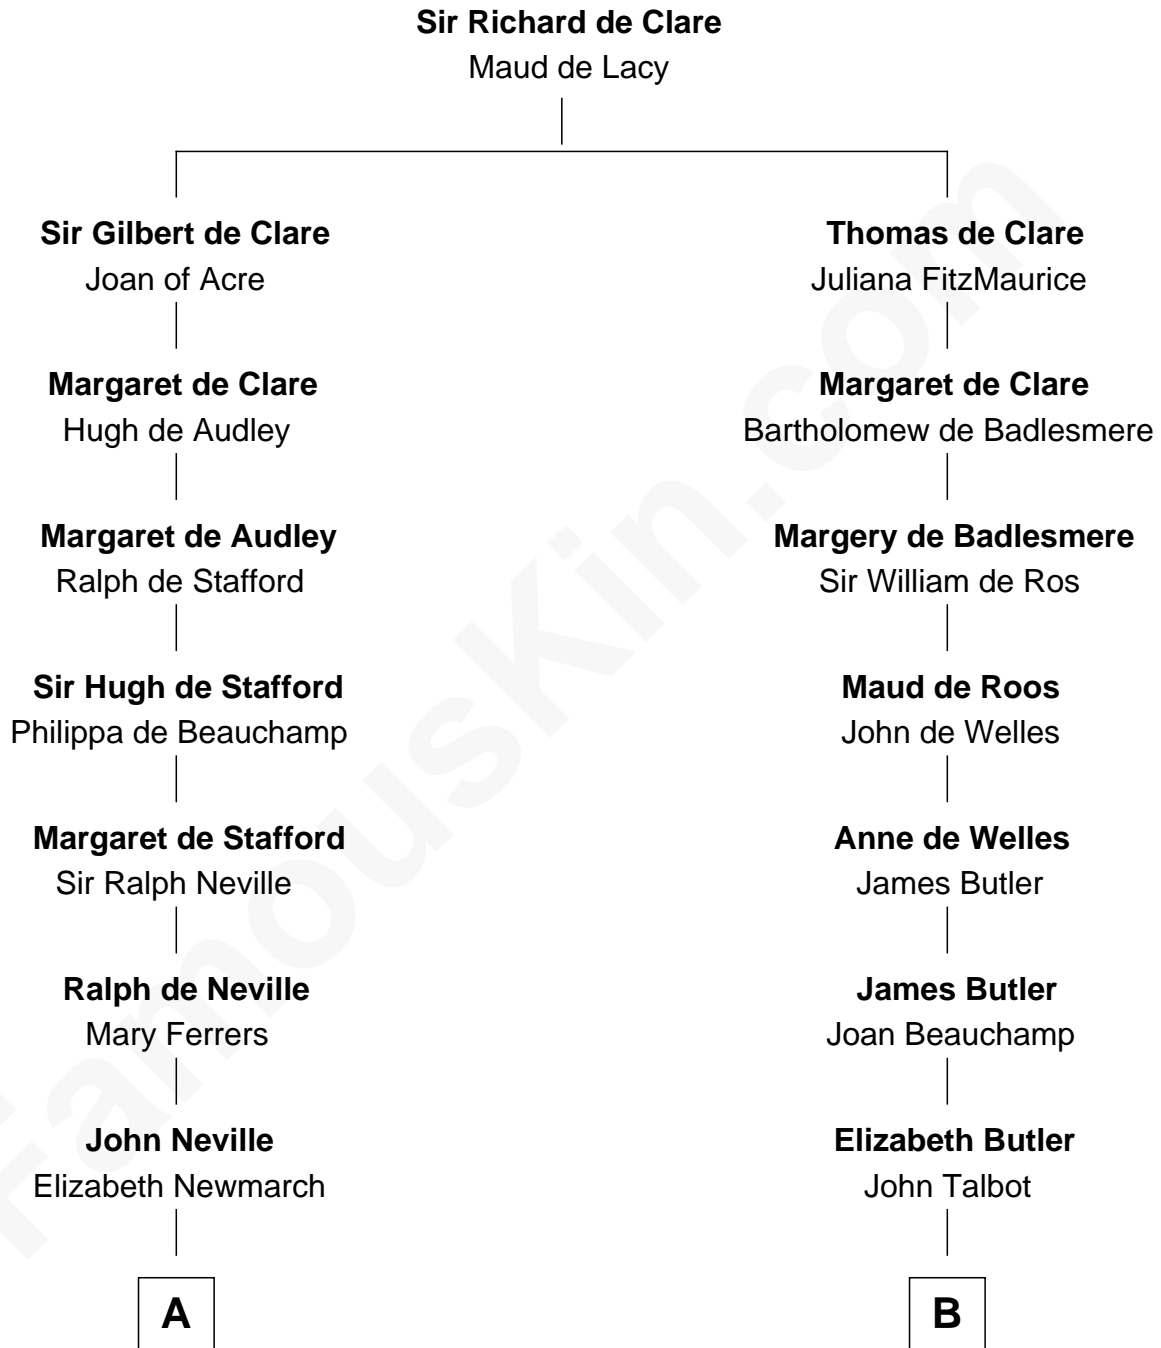 Sir Richard de Clare
Maud de Lacy
Sir Gilbert de Clare
Joan of Acre
Thomas de Clare
Juliana FitzMaurice
Margaret de Clare
Hugh de Audley
Margaret de Clare
Bartholomew de Badlesmere
Margaret de Audley
Ralph de Stafford
Margery de Badlesmere
Sir William de Ros
Sir Hugh de Stafford
Philippa de Beauchamp
Maud de Roos
John de Welles
Margaret de Stafford
Sir Ralph Neville
Anne de Welles
James Butler
Ralph de Neville
Mary Ferrers
James Butler
Joan Beauchamp
John Neville
Elizabeth Newmarch
Elizabeth Butler
John Talbot
A
B
FamousKin.com